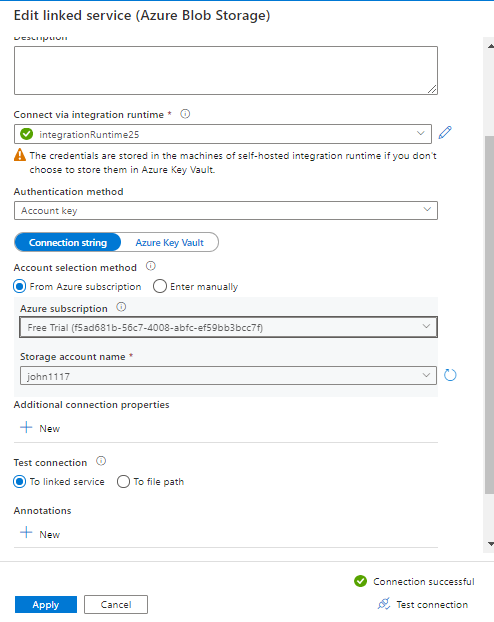 Edit linked service (Azure Blob Storage)
Description
Connect via integration runtime *
integrationRuntime25
The credentials are stored in the machines of self-hosted integration runtime if you don't
choose to store them in Azure Key Vault.
Authentication method
Account key
Connection string Azure Key Vault
Account selection method
From Azure subscription Enter manually
Azure subscription
Free Trial (f5ad681b-56c7-4008-abfc-ef59bb3bcc7f)
Storage account name *
john1117
Additional connection properties
New
Test connection
To linked service To file path
Annotations
New
Connection successful
Apply Cancel Test connection